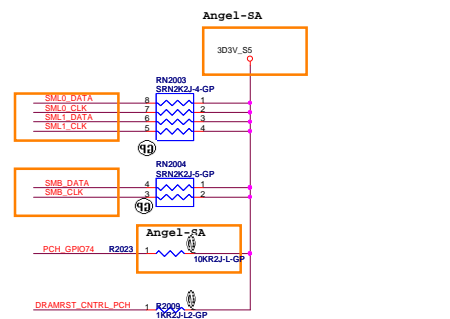 Angel-SA
3D3V_S5
RN2003
SRN2K2J-4-GP
SML0_DATA 8 1
SML0_CLK 7 2
SML1_DATA 6 3
SML1_CLK 5 4
RN2004
SRN2K2J-5-GP
SMB_DATA 4 1
SMB_CLK 3 2
Angel-SA
PCH_GPIO74 R2023 1
10KR2J-L-GP
DRAMRST_CNTRL_PCH 1 R2009
1KR2J-L2-GP